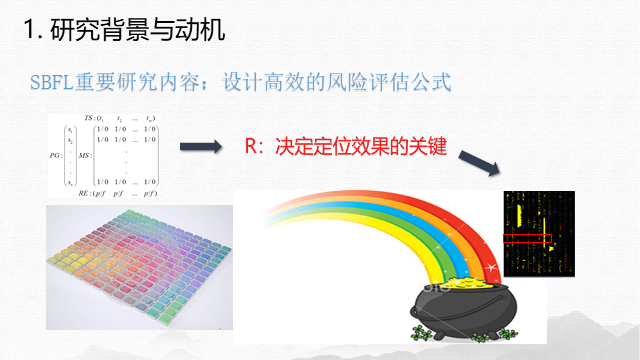 1. 研究背景与动机
SBFL重要研究内容：设计高效的风险评估公式
TS : (t₁ t₂ ... tₘ)
s₁ 1/0 1/0 ... 1/0
s₂ 1/0 1/0 ... 1/0
PG : . MS : .
1/0 1/0 ... 1/0
RE : (p/f p/f ... p/f)
R：决定定位效果的关键